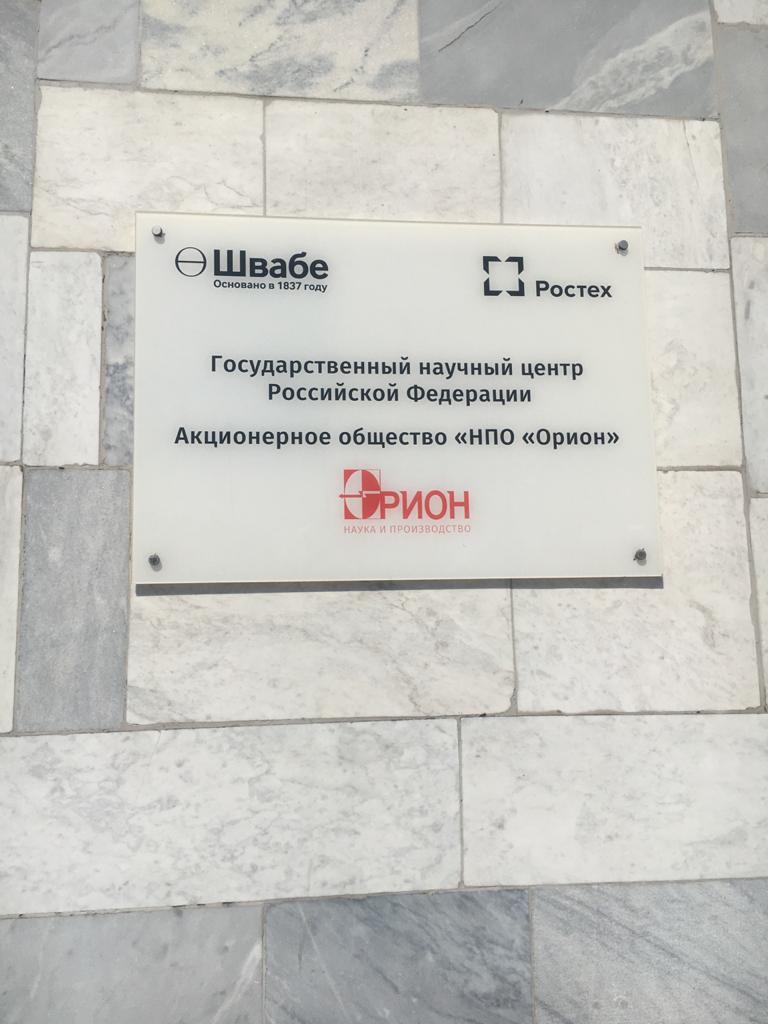 Швабе
Основано в 1837 году
Ростех
Государственный научный центр
Российской Федерации
Акционерное общество «НПО «Орион»
ОРИОН
НАУКА И ПРОИЗВОДСТВО